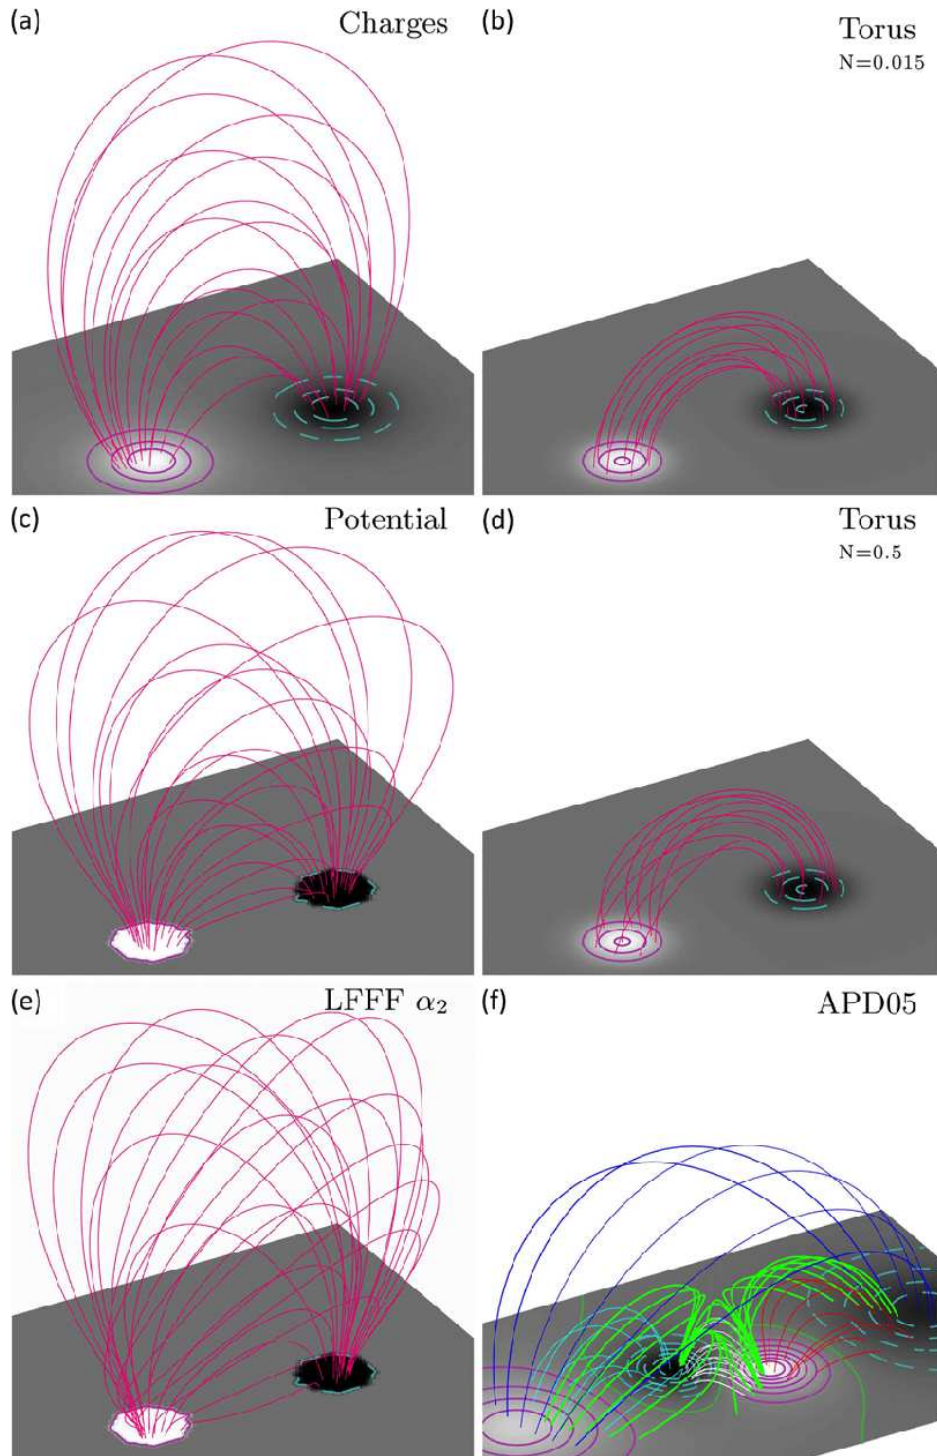 (a) Charges
(b) Torus
N=0.015
(c) Potential
(d) Torus
N=0.5
(e) LFFF α₂
(f) APD05